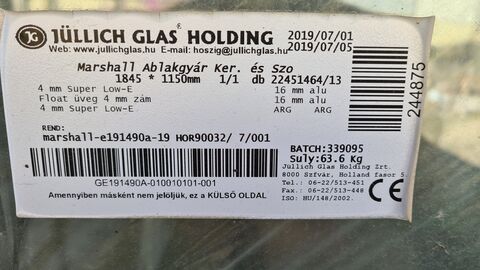 JG JÜLLICH GLAS HOLDING®
Web: www.jullichglas.hu E-mail: hoszig@jullichglas.hu
2019/07/01
2019/07/05
Marshall Ablakgyár Ker. és Szo
1845 * 1150mm 1/1 db 22451464/13
4 mm Super Low-E 16 mm alu
Float üveg 4 mm zám 16 mm alu
4 mm Super Low-E ARG ARG
REND:
marshall-e191490a-19 HOR90032/ 7/001
BATCH:339095
Suly:63.6 Kg
Jüllich Glas Holding Zrt.
8000 Szfvár, Holland fasor 5
Tel.: 06-22/513-451
Fax.: 06-22/513-448
ISO: HU/148/2002.
CE
GE191490A-010010101-001
Amennyiben másként nem jelöljük, ez a KÜLSŐ OLDAL
244875